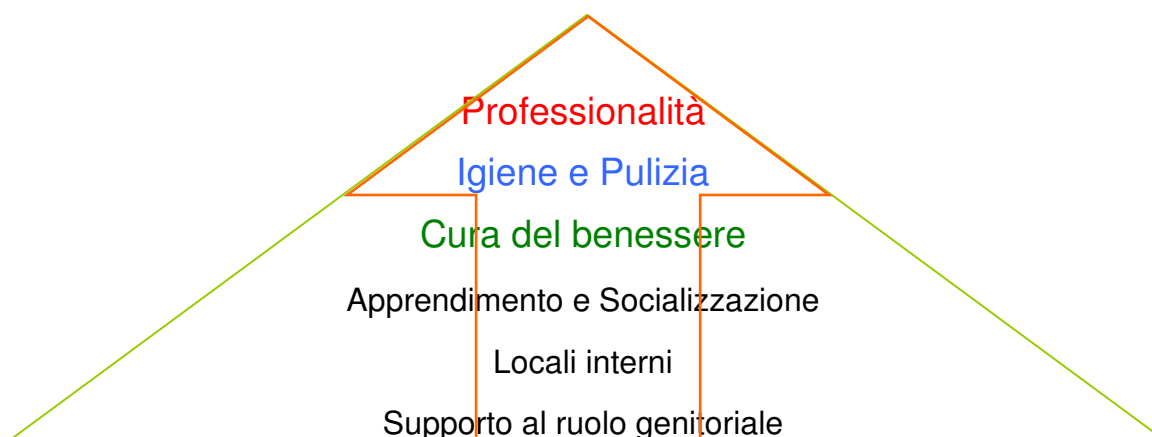 Professionalità
Igiene e Pulizia
Cura del benessere
Apprendimento e Socializzazione
Locali interni
Supporto al ruolo genitoriale